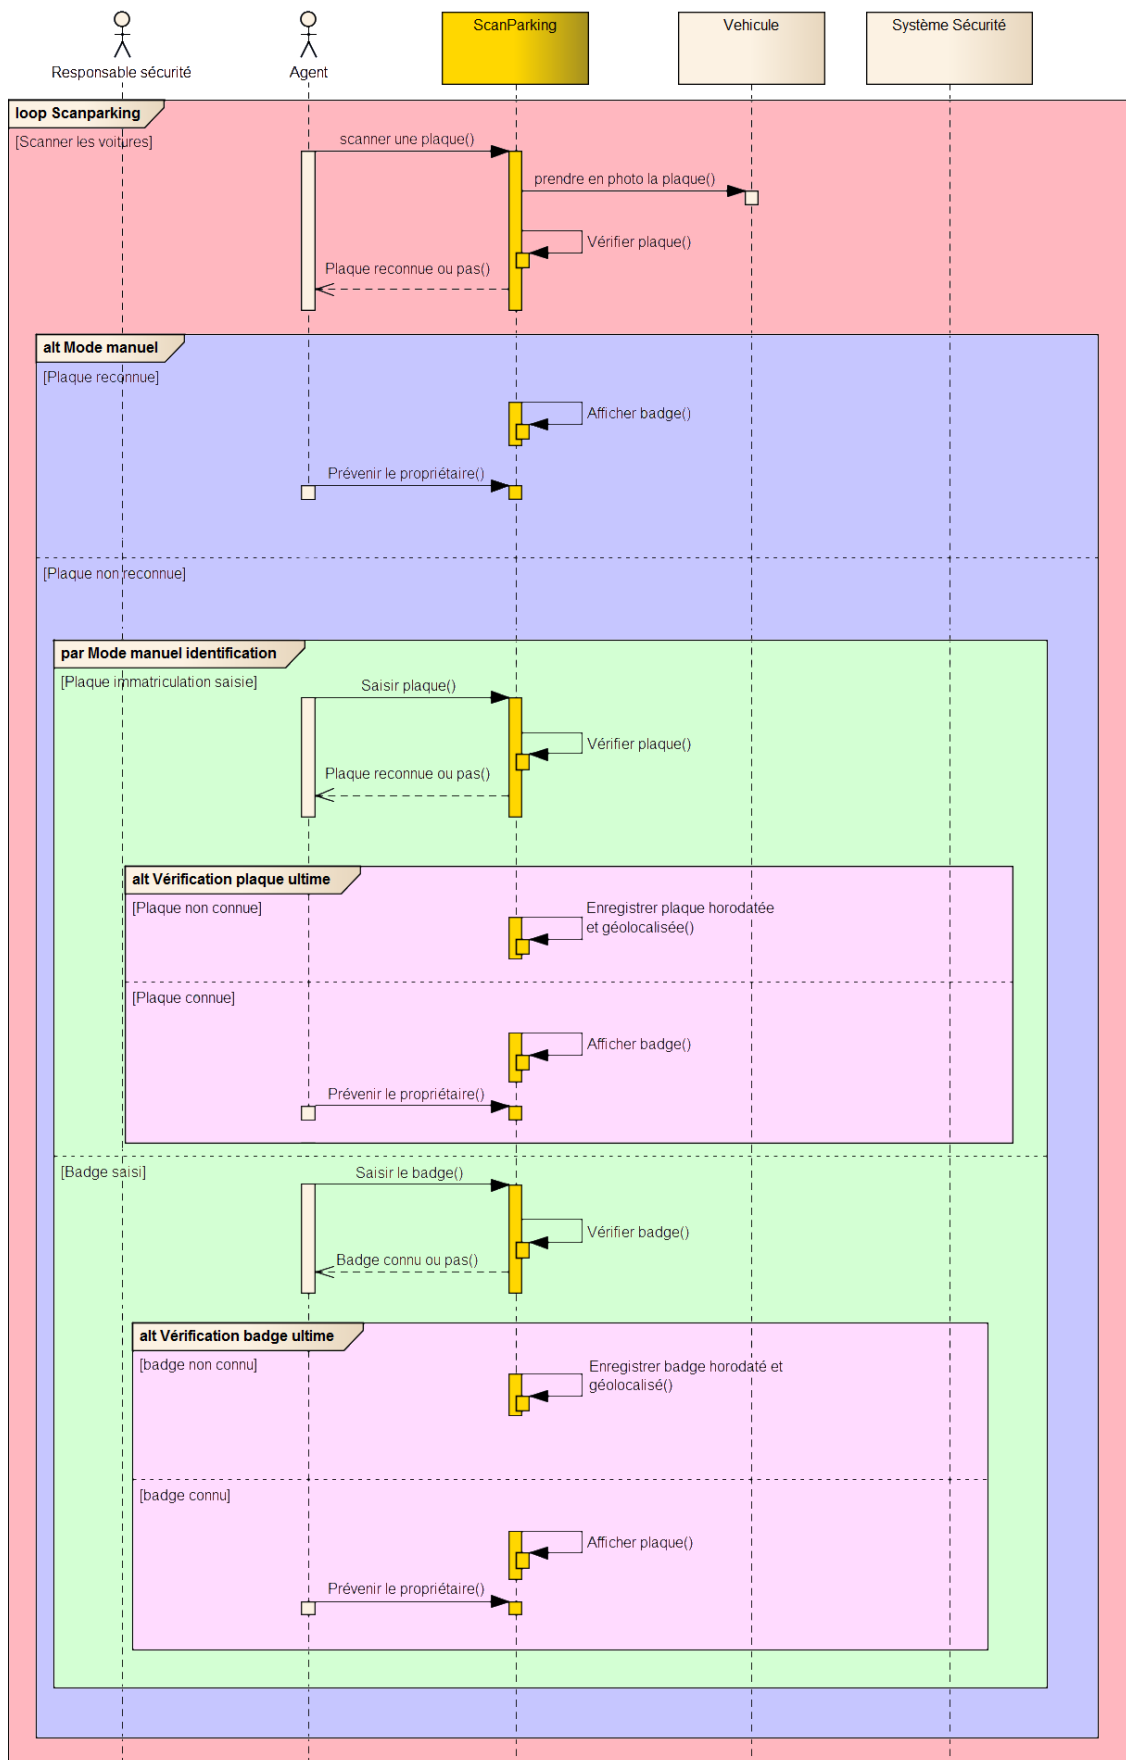 Responsable sécurité
Agent
ScanParking
Vehicule
Système Sécurité
loop Scanparking
[Scanner les voitures]
scanner une plaque()
prendre en photo la plaque()
Vérifier plaque()
Plaque reconnue ou pas()
alt Mode manuel
[Plaque reconnue]
Afficher badge()
Prévenir le propriétaire()
[Plaque non reconnue]
par Mode manuel identification
[Plaque immatriculation saisie]
Saisir plaque()
Vérifier plaque()
Plaque reconnue ou pas()
alt Vérification plaque ultime
[Plaque non connue]
Enregistrer plaque horodatée
et géolocalisée()
[Plaque connue]
Afficher badge()
Prévenir le propriétaire()
[Badge saisi]
Saisir le badge()
Vérifier badge()
Badge connu ou pas()
alt Vérification badge ultime
[badge non connu]
Enregistrer badge horodaté et
géolocalisé()
[badge connu]
Afficher plaque()
Prévenir le propriétaire()